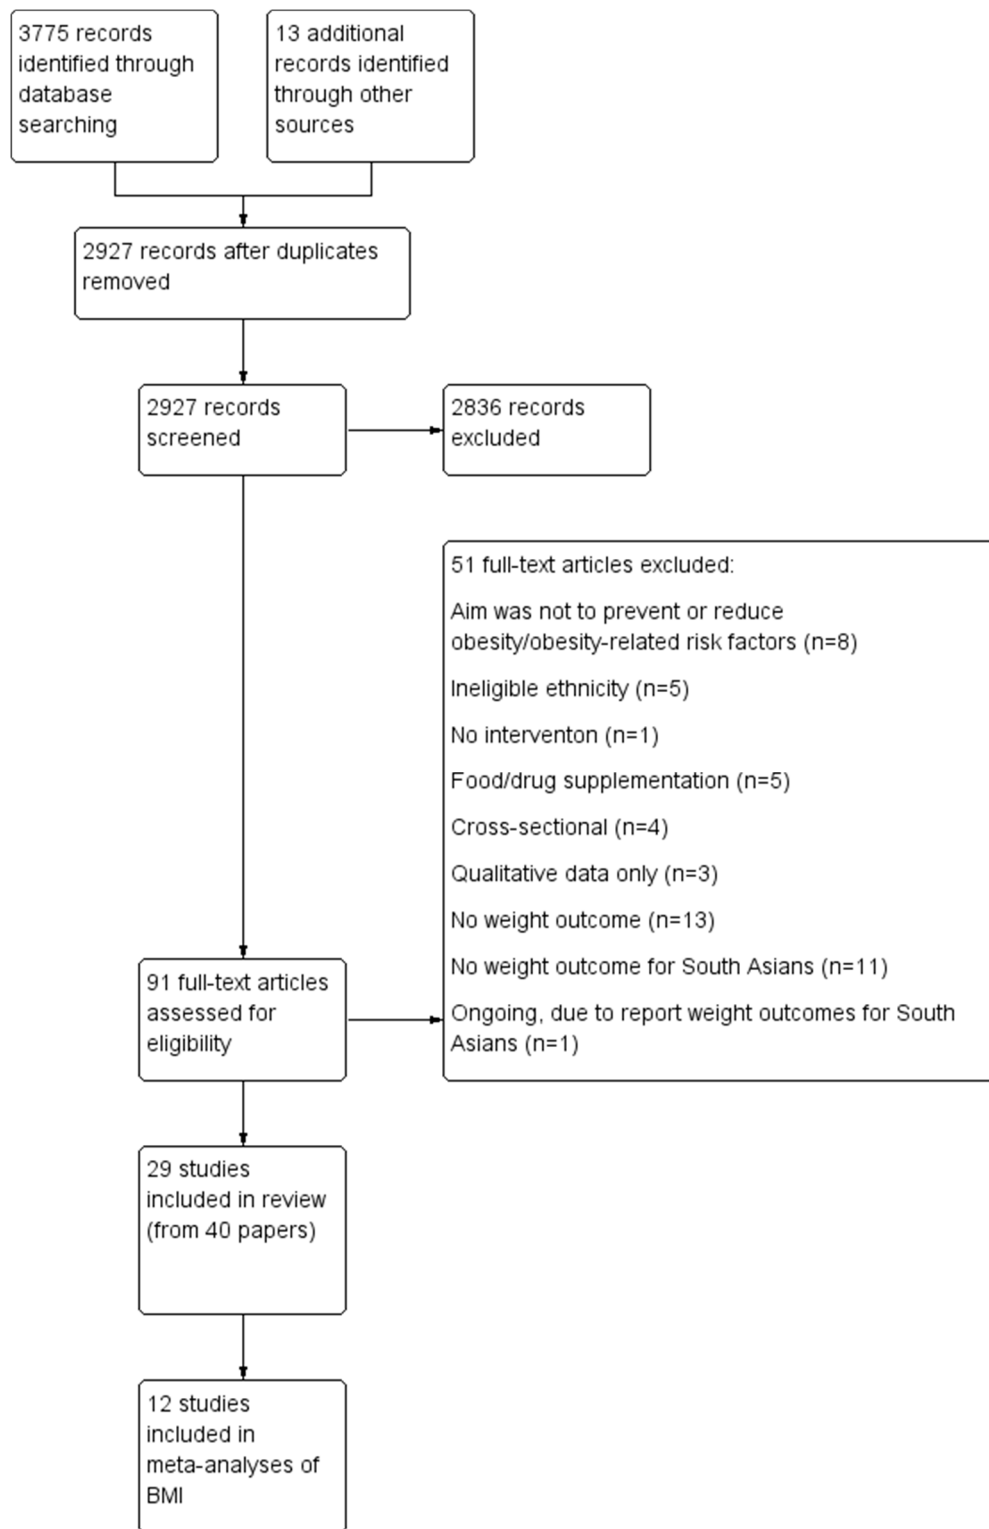 3775 records
identified through
database
searching
13 additional
records identified
through other
sources
2927 records after duplicates
removed
2927 records
screened
2836 records
excluded
51 full-text articles excluded:
Aim was not to prevent or reduce
obesity/obesity-related risk factors (n=8)
Ineligible ethnicity (n=5)
No interventon (n=1)
Food/drug supplementation (n=5)
Cross-sectional (n=4)
Qualitative data only (n=3)
No weight outcome (n=13)
No weight outcome for South Asians (n=11)
Ongoing, due to report weight outcomes for South
Asians (n=1)
91 full-text articles
assessed for
eligibility
29 studies
included in review
(from 40 papers)
12 studies
included in
meta-analyses of
BMI